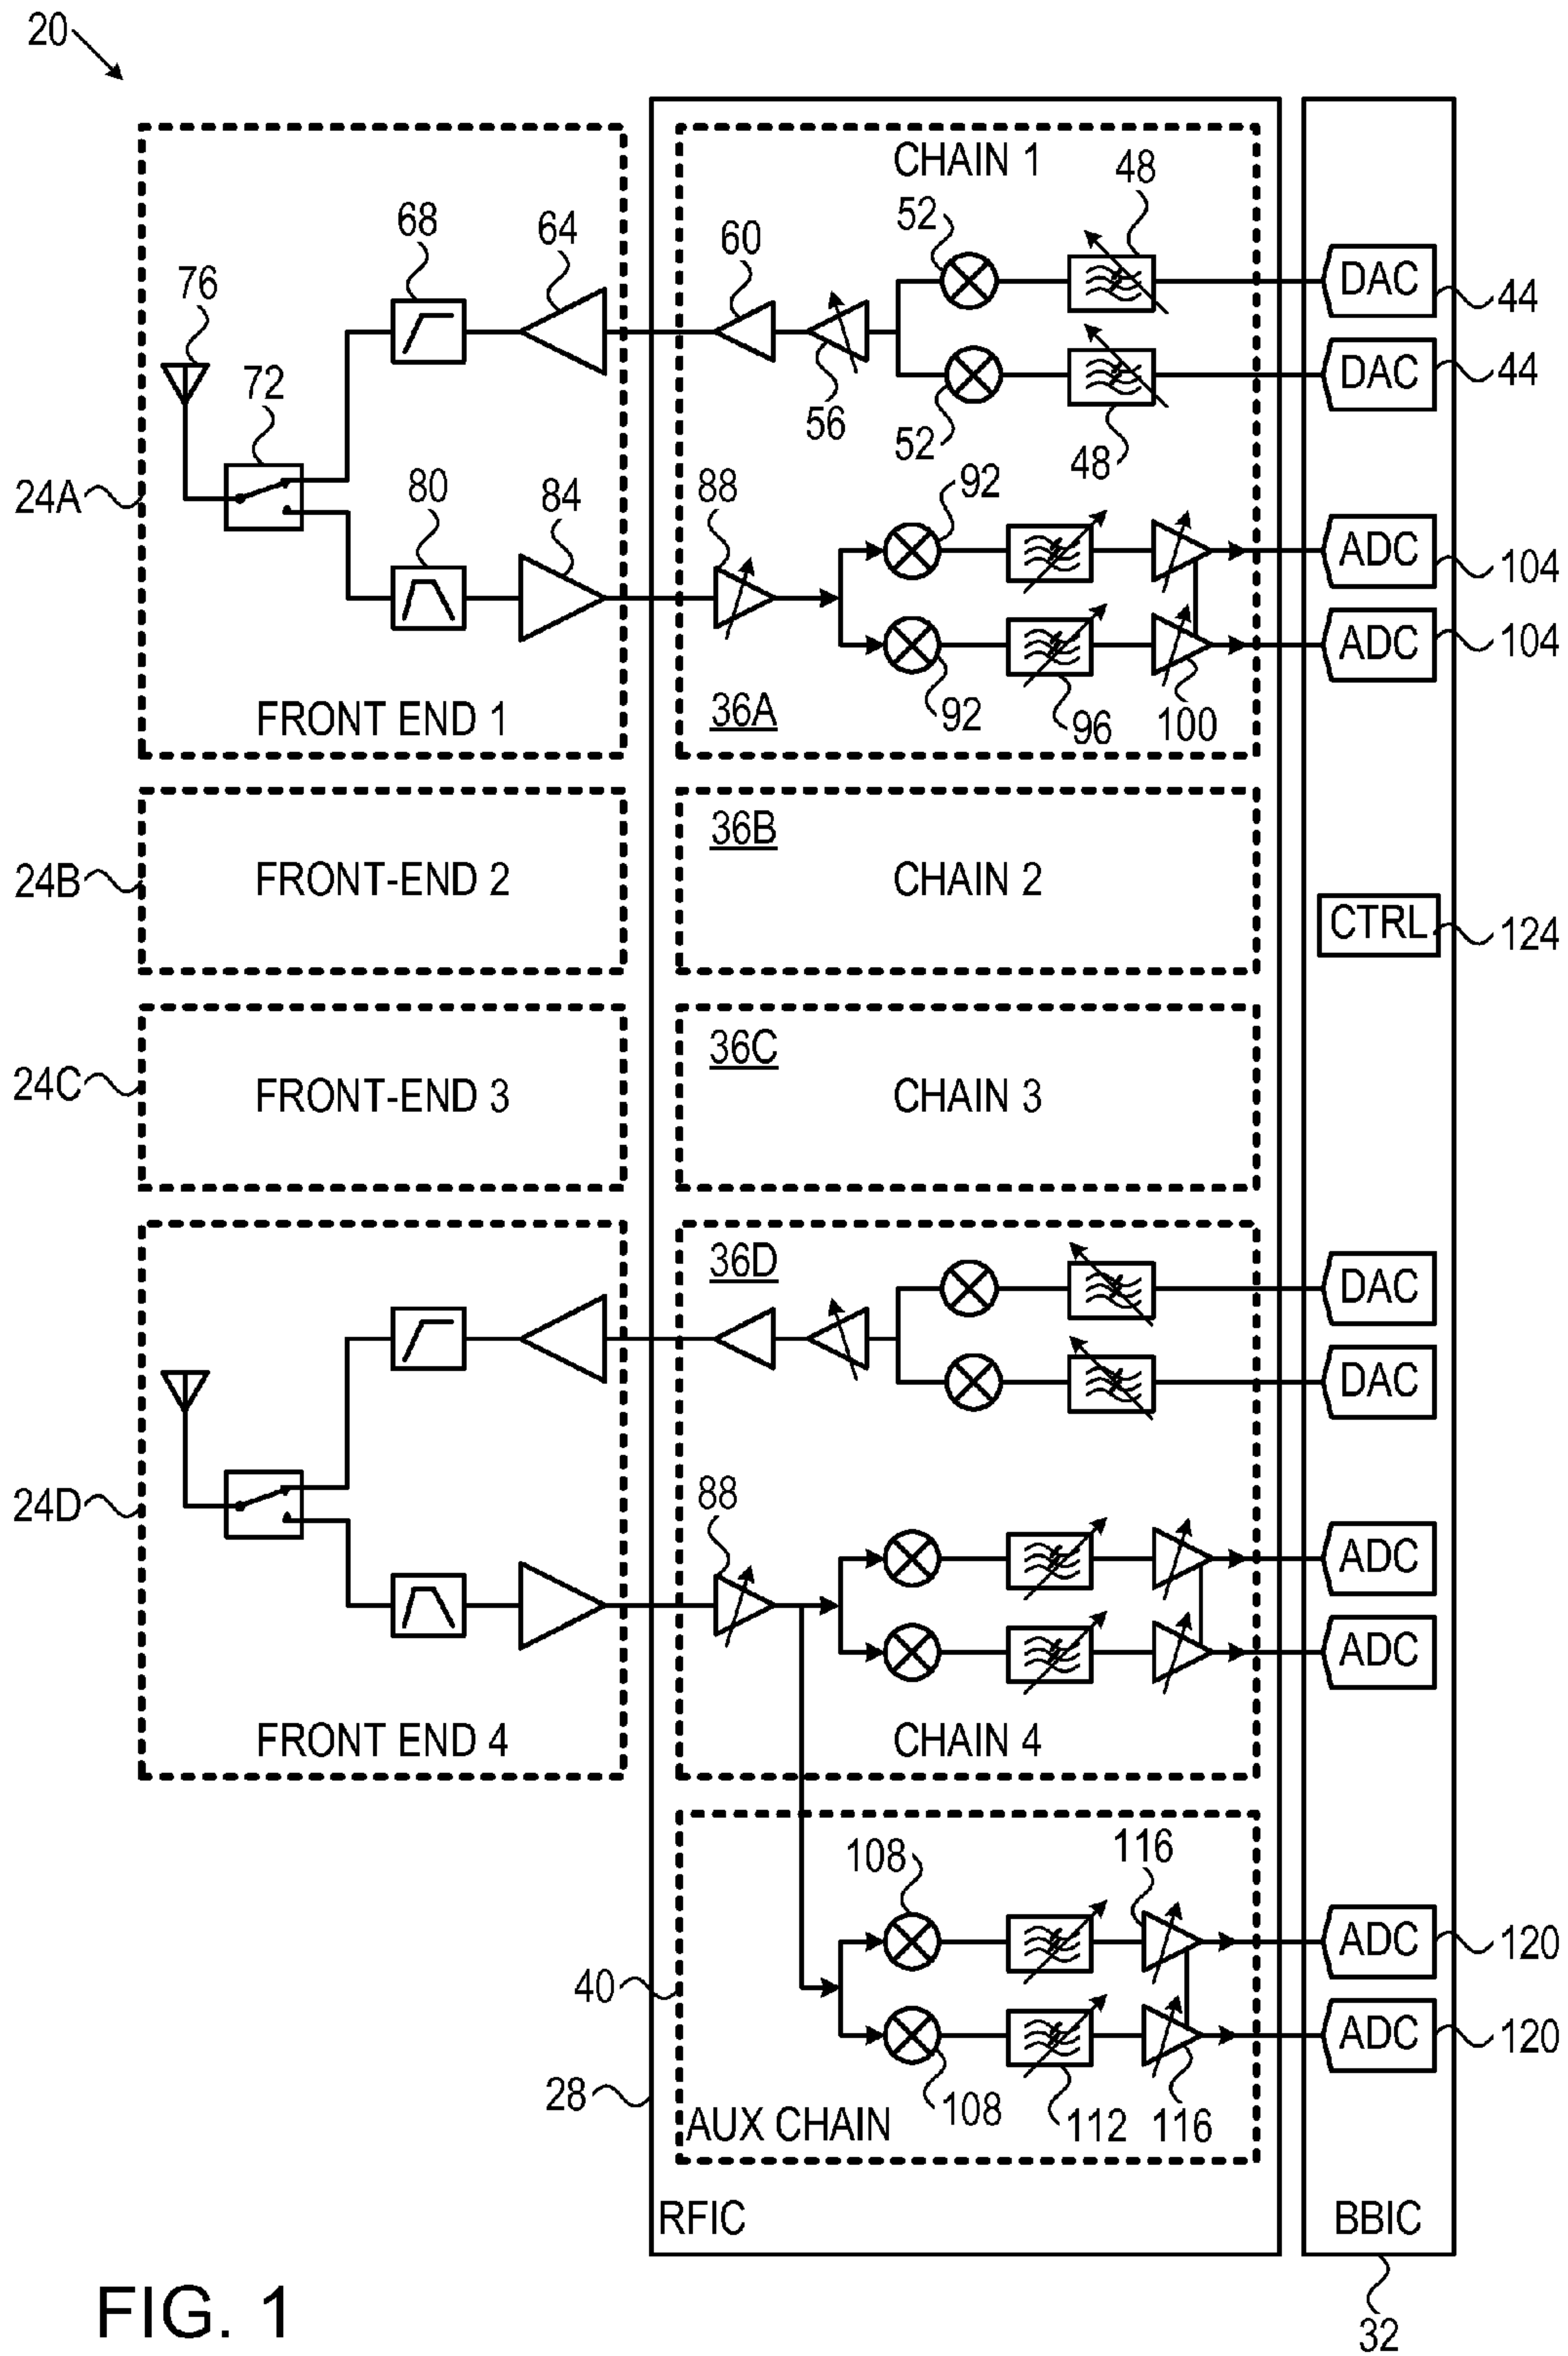 20
CHAIN 1
48
52
68
64
60
DAC
44
76
72
DAC
44
56
52
48
24A
80
84
88
92
ADC
104
ADC
104
FRONT END 1
36A
92
96
100
36B
24B
FRONT-END 2
CHAIN 2
CTRL
124
36C
24C
FRONT-END 3
CHAIN 3
36D
DAC
DAC
24D
88
ADC
ADC
FRONT END 4
CHAIN 4
108
116
ADC
120
40
ADC
120
28
108
112
116
AUX CHAIN
RFIC
BBIC
FIG. 1
32